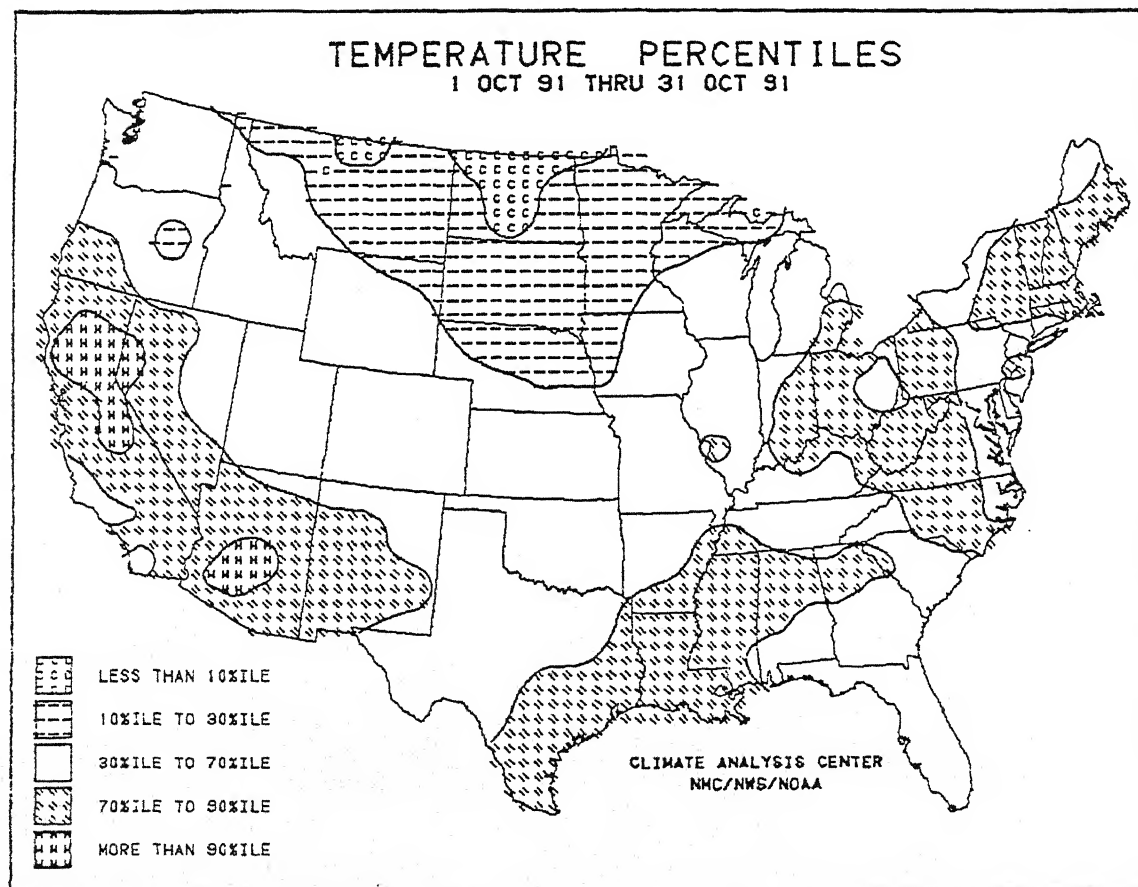 TEMPERATURE PERCENTILES
1 OCT 91 THRU 31 OCT 91
LESS THAN 10%ILE
10%ILE TO 30%ILE
30%ILE TO 70%ILE
70%ILE TO 90%ILE
MORE THAN 90%ILE
CLIMATE ANALYSIS CENTER
NMC/NWS/NOAA